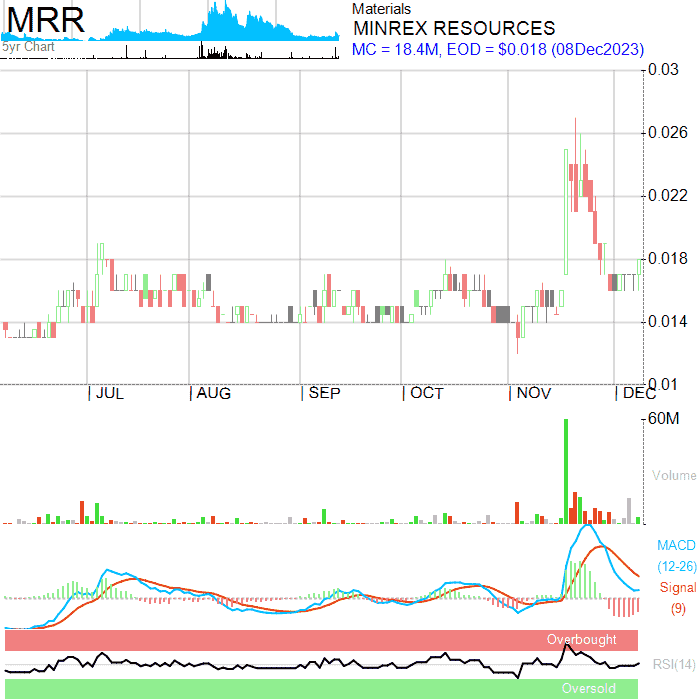 MRR
5yr Chart
Materials
MINREX RESOURCES
MC = 18.4M, EOD = $0.018 (08Dec2023)
0.03
0.026
0.022
0.018
0.014
0.01
JUL AUG SEP OCT NOV DEC
60M
Volume
MACD
(12-26)
Signal
(9)
Overbought
RSI(14)
Oversold